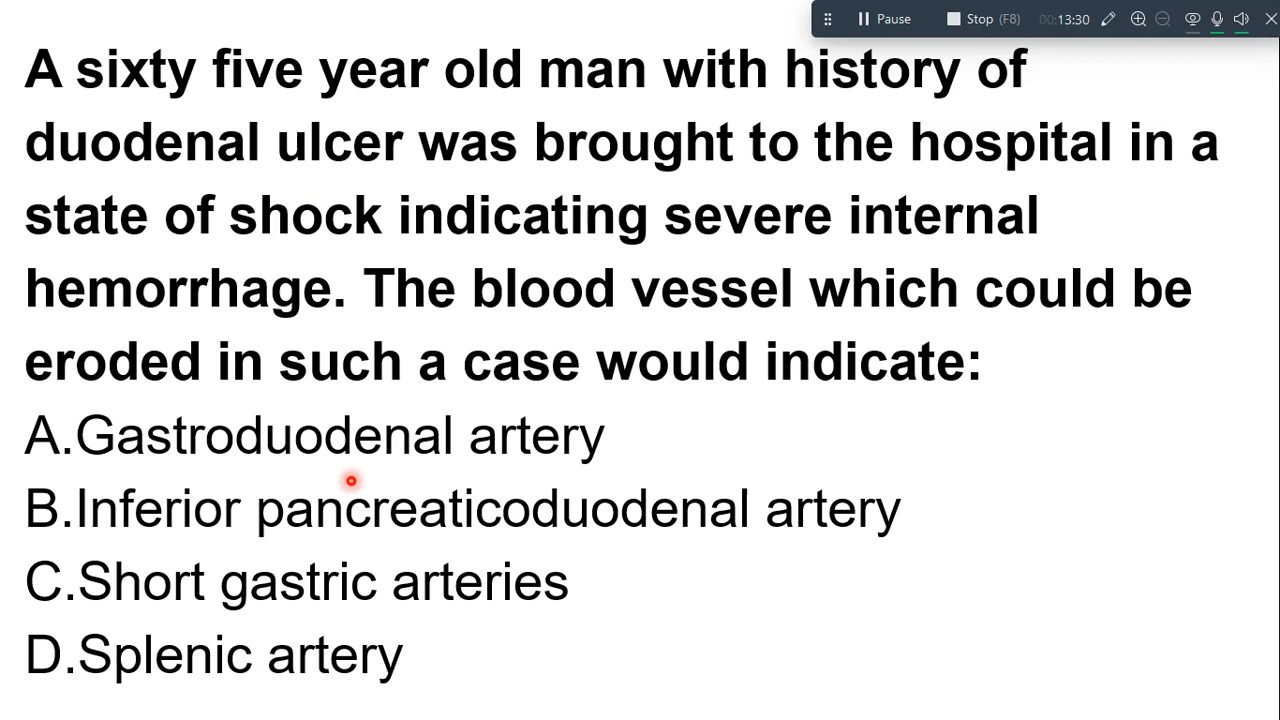 Pause Stop (F8) 00:13:30
A sixty five year old man with history of
duodenal ulcer was brought to the hospital in a
state of shock indicating severe internal
hemorrhage. The blood vessel which could be
eroded in such a case would indicate:
A.Gastroduodenal artery
B.Inferior pancreaticoduodenal artery
C.Short gastric arteries
D.Splenic artery